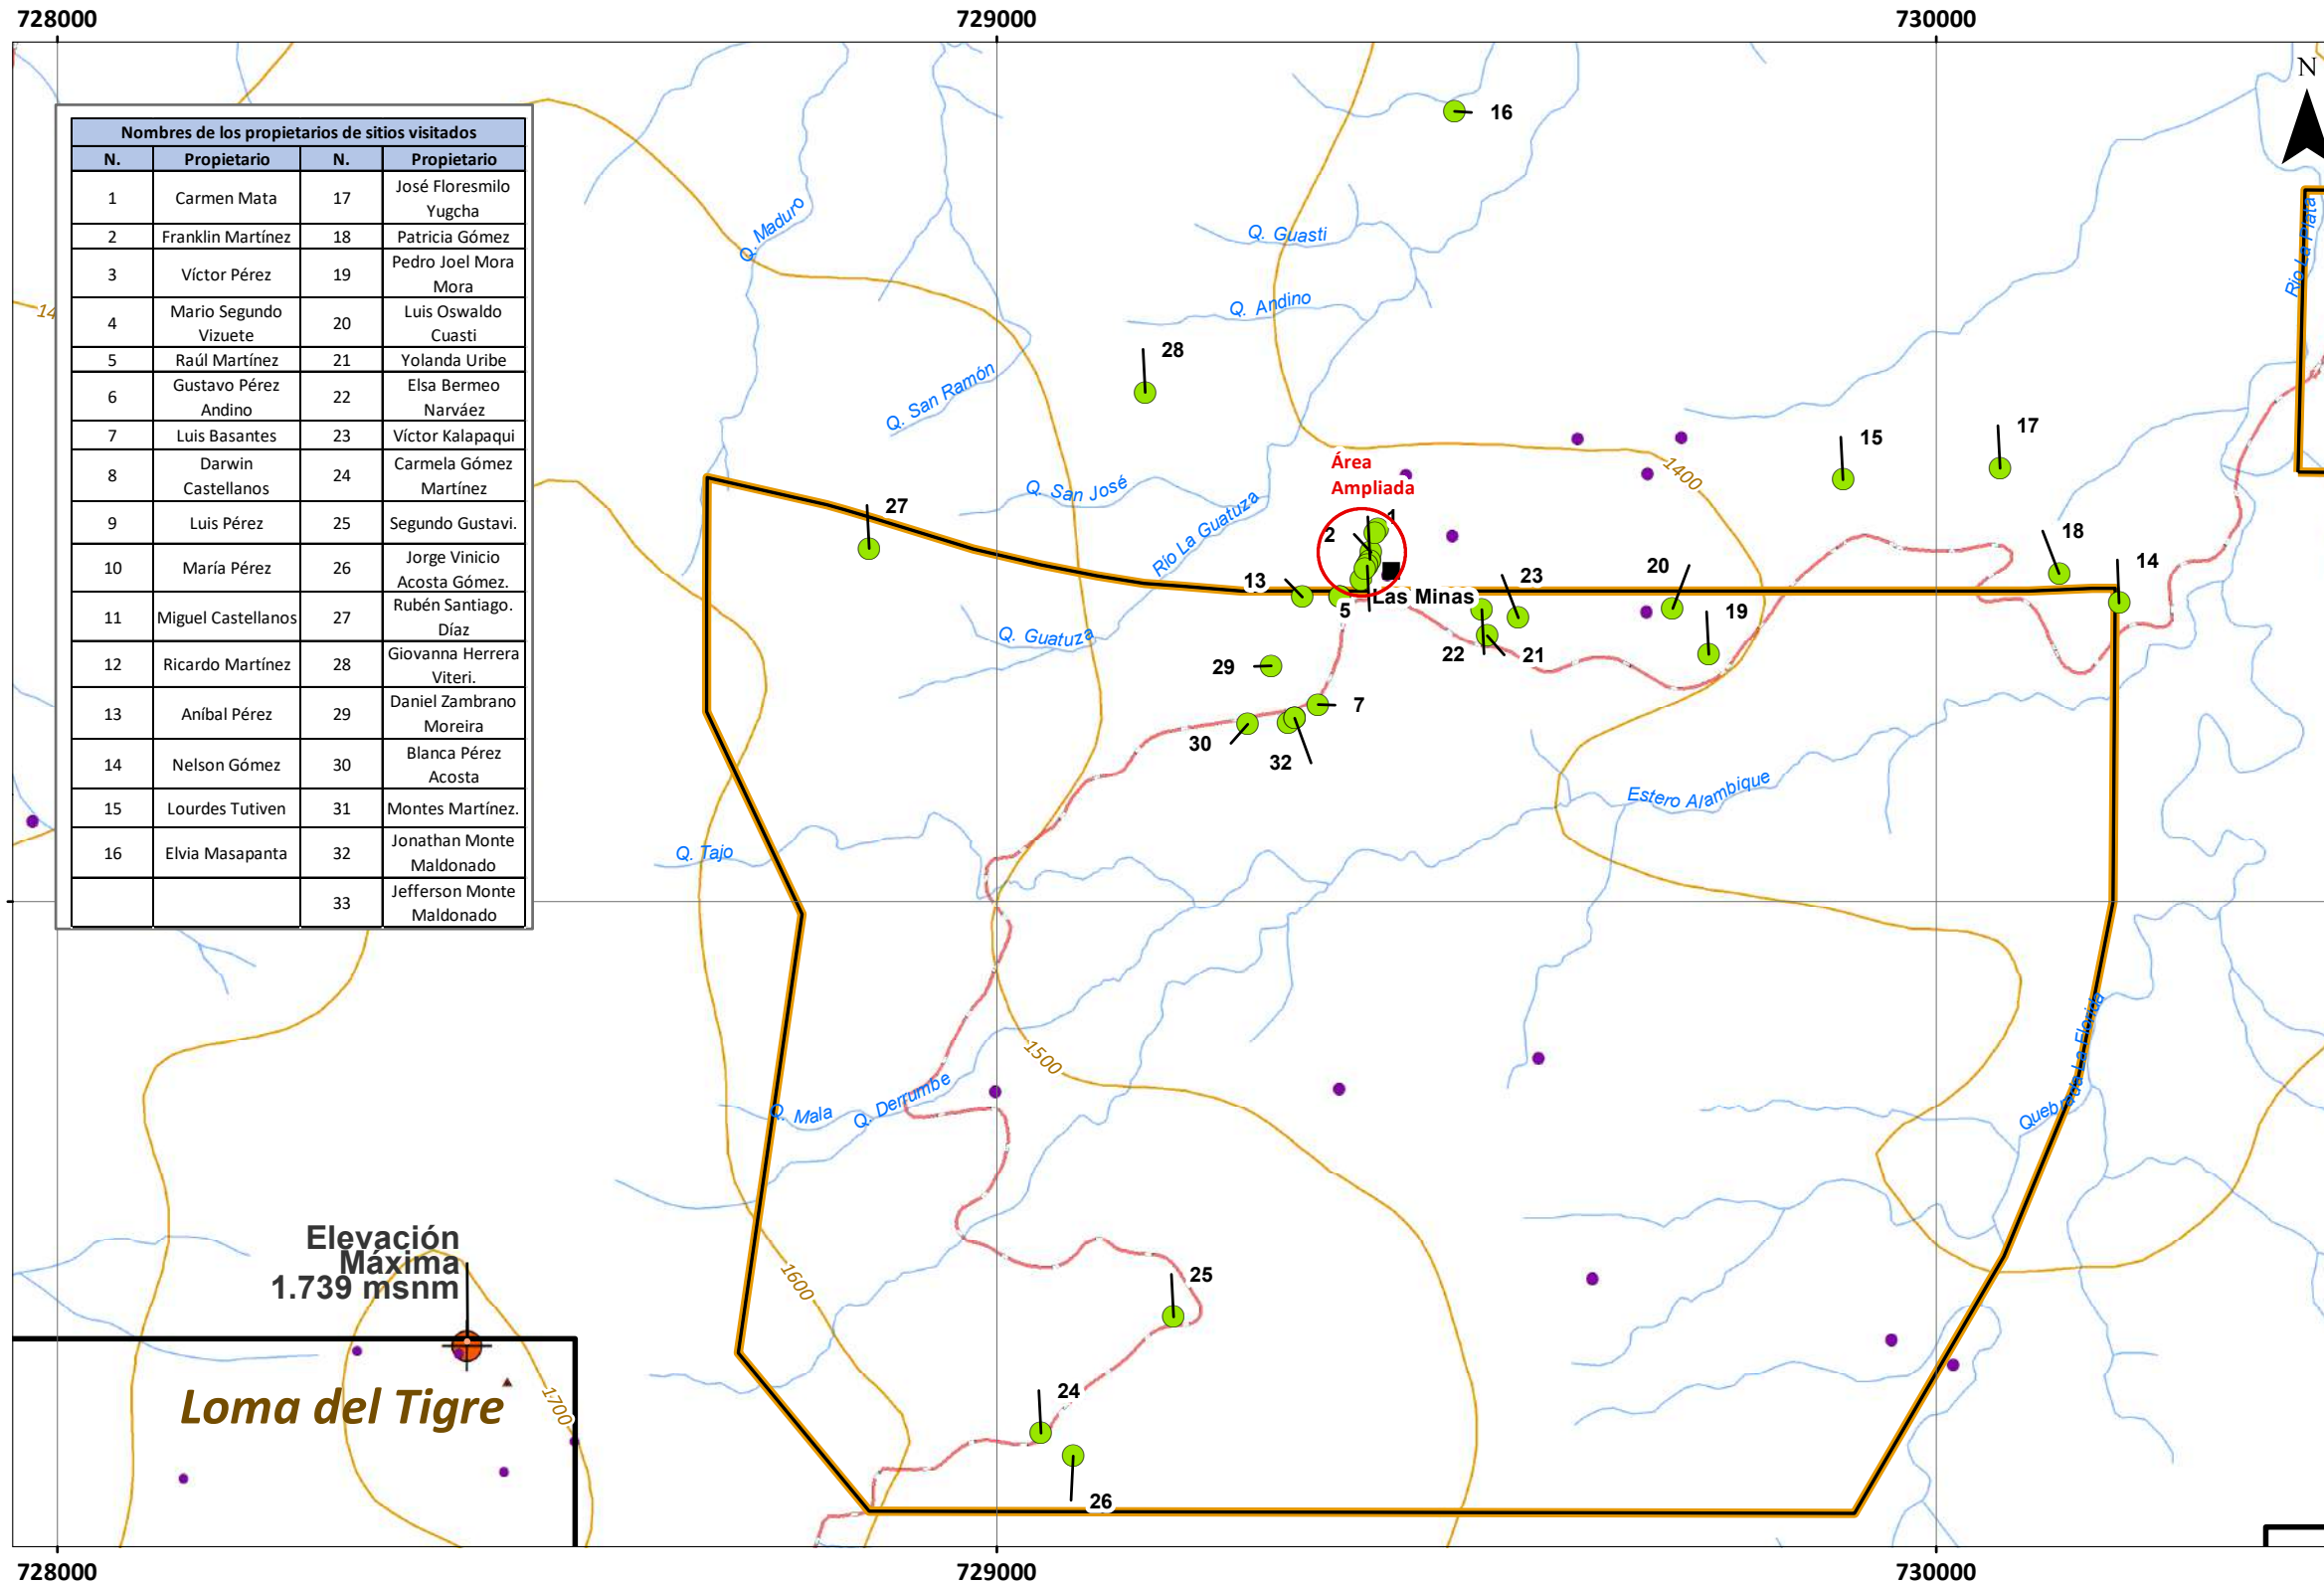 728000
729000
730000
N
Nombres de los propietarios de sitios visitados
N. Propietario N. Propietario
1 Carmen Mata 17 José Floresmilo Yugcha
2 Franklin Martínez 18 Patricia Gómez
3 Víctor Pérez 19 Pedro Joel Mora Mora
4 Mario Segundo Vizuete 20 Luis Oswaldo Cuasti
5 Raúl Martínez 21 Yolanda Uribe
6 Gustavo Pérez Andino 22 Elsa Bermeo Narváez
7 Luis Basantes 23 Víctor Kalapaqui
8 Darwin Castellanos 24 Carmela Gómez Martínez
9 Luis Pérez 25 Segundo Gustavi.
10 María Pérez 26 Jorge Vinicio Acosta Gómez.
11 Miguel Castellanos 27 Rubén Santiago. Díaz
12 Ricardo Martínez 28 Giovanna Herrera Viteri.
13 Aníbal Pérez 29 Daniel Zambrano Moreira
14 Nelson Gómez 30 Blanca Pérez Acosta
15 Lourdes Tutiven 31 Montes Martínez.
16 Elvia Masapanta 32 Jonathan Monte Maldonado
33 Jefferson Monte Maldonado
16
Q. Maduro
Q. Guasti
Rio La Plata
Q. Andino
14
28
Q. San Ramón
17
15
1400
Área
Ampliada
Q. San José
27
Rio La Guatuza
1
2
18
14
20
23
13
Las Minas
5
19
Q. Guatuza
22
21
29
7
30
32
Estero Alambique
Q. Tajo
1500
Quebrada La Florida
Q. Derrumbe
Q. Mala
Elevación
Máxima
1.739 msnm
1600
25
24
Loma del Tigre
1700
26
728000
729000
730000